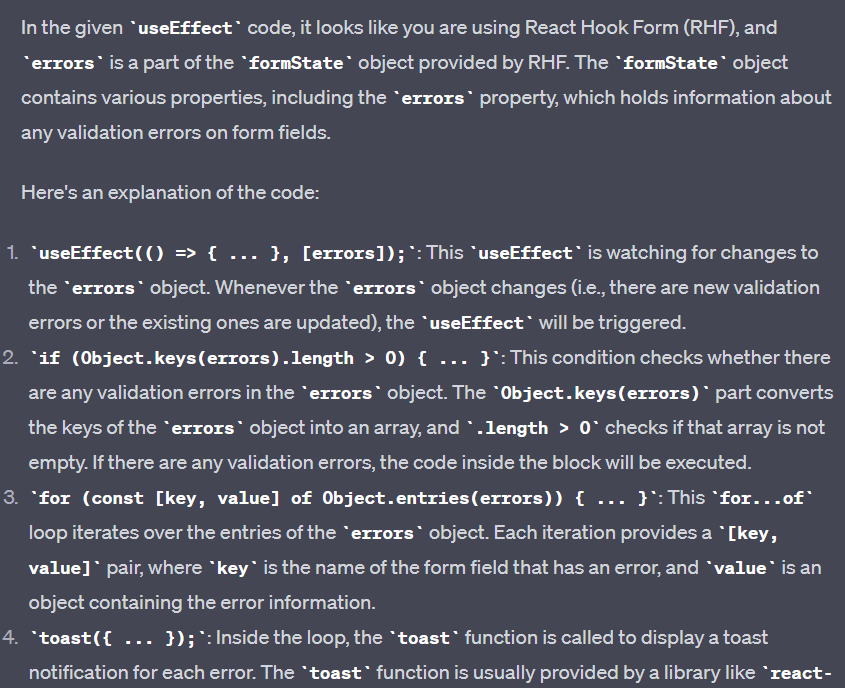 In the given `useEffect` code, it looks like you are using React Hook Form (RHF), and
`errors` is a part of the `formState` object provided by RHF. The `formState` object
contains various properties, including the `errors` property, which holds information about
any validation errors on form fields.
Here's an explanation of the code:
1. `useEffect(() => { ... }, [errors]);`: This `useEffect` is watching for changes to
the `errors` object. Whenever the `errors` object changes (i.e., there are new validation
errors or the existing ones are updated), the `useEffect` will be triggered.
2. `if (Object.keys(errors).length > 0) { ... }`: This condition checks whether there
are any validation errors in the `errors` object. The `Object.keys(errors)` part converts
the keys of the `errors` object into an array, and `.length > 0` checks if that array is not
empty. If there are any validation errors, the code inside the block will be executed.
3. `for (const [key, value] of Object.entries(errors)) { ... }`: This `for...of`
loop iterates over the entries of the `errors` object. Each iteration provides a `[key,
value]` pair, where `key` is the name of the form field that has an error, and `value` is an
object containing the error information.
4. `toast({ ... });`: Inside the loop, the `toast` function is called to display a toast
notification for each error. The `toast` function is usually provided by a library like `react-